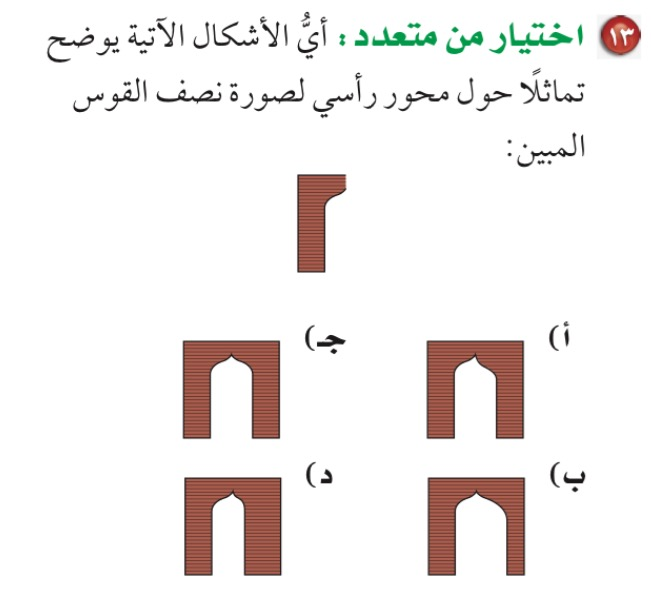 ١٣ اختيار من متعدد : أيُّ الأشكال الآتية يوضح
تماثلًا حول محور رأسي لصورة نصف القوس
المبين:
أ) جـ)
ب) د)